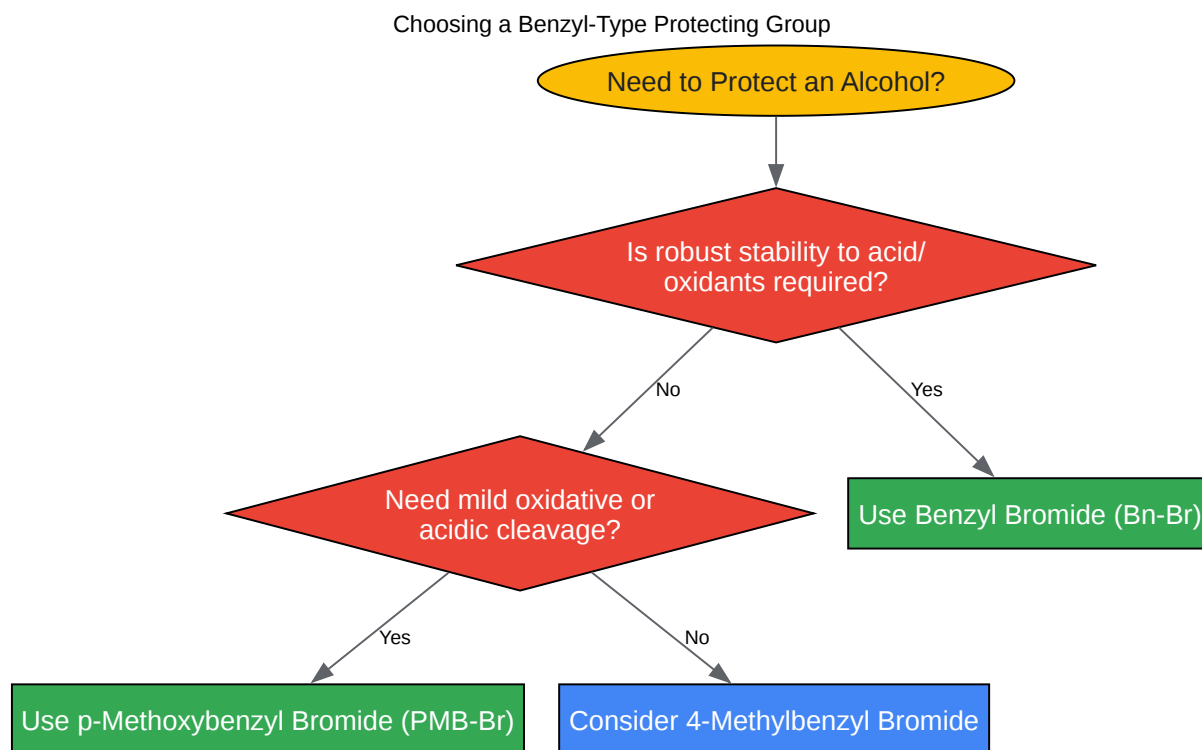 Choosing a Benzyl-Type Protecting Group
Need to Protect an Alcohol?
Is robust stability to acid/
oxidants required?
No
Yes
Need mild oxidative or
acidic cleavage?
Use Benzyl Bromide (Bn-Br)
Yes
No
Use p-Methoxybenzyl Bromide (PMB-Br)
Consider 4-Methylbenzyl Bromide